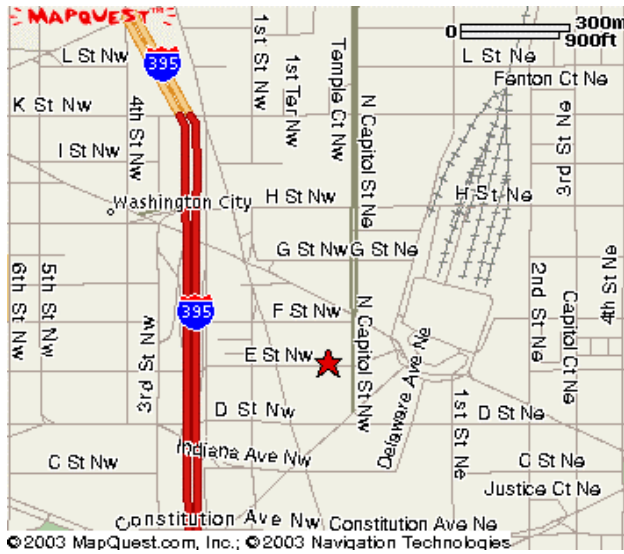 MAPQUEST™
0 300m
900ft
L St Nw
395
1st St Nw
1st Ter Nw
Temple Ct Nw
N Capitol St Ne
L St Ne
Fenton Ct Ne
K St Nw
4th St Nw
3rd St Ne
I St Nw
Washington City
H St Nw
H St Ne
G St Nw
G St Ne
6th St Nw
5th St Nw
2nd St Ne
Capitol Ct Ne
4th St Ne
395
F St Nw
3rd St Nw
E St Nw
N Capitol St Nw
Delaware Ave Ne
D St Nw
1st St Ne
D St Ne
Indiana Ave Nw
C St Nw
C St Ne
Justice Ct Ne
Constitution Ave Nw
Constitution Ave Ne
©2003 MapQuest.com, Inc.; ©2003 Navigation Technologies